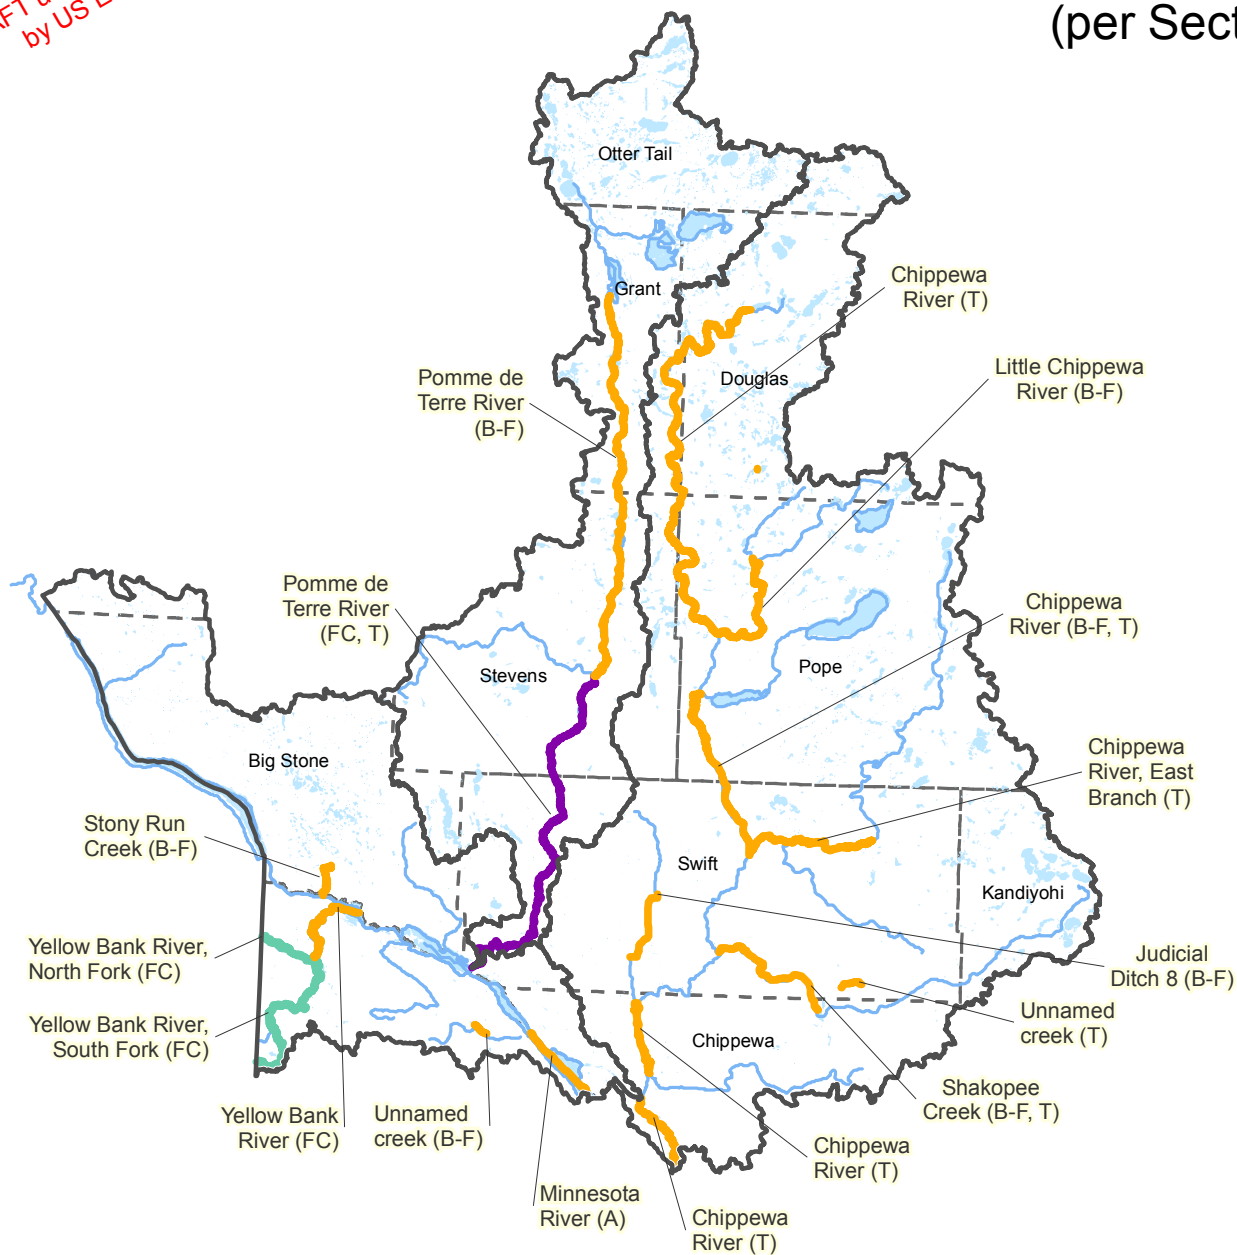 by US
(per Sect
Otter Tail
Grant
Chippewa
River (T)
Douglas
Little Chippewa
River (B-F)
Pomme de
Terre River
(B-F)
Pomme de
Terre River
(FC, T)
Chippewa
River (B-F, T)
Stevens
Pope
Big Stone
Chippewa
River, East
Branch (T)
Stony Run
Creek (B-F)
Swift
Kandiyohi
Yellow Bank River,
North Fork (FC)
Judicial
Ditch 8 (B-F)
Yellow Bank River,
South Fork (FC)
Unnamed
creek (T)
Chippewa
Shakopee
Creek (B-F, T)
Yellow Bank
River (FC)
Unnamed
creek (B-F)
Chippewa
River (T)
Minnesota
River (A)
Chippewa
River (T)